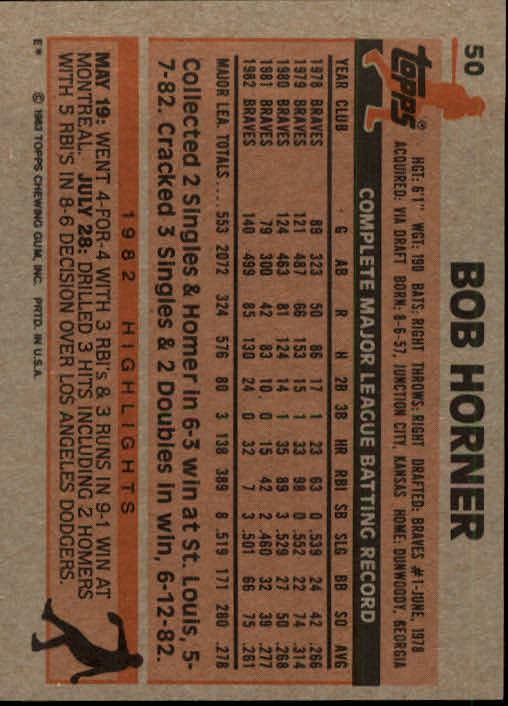 50
BOB HORNER
topps®
HGT: 6'1" WGT: 190 BATS: RIGHT THROWS: RIGHT DRAFTED: BRAVES #1-JUNE, 1978
ACQUIRED: VIA DRAFT BORN: 8-6-57, JUNCTION CITY, KANSAS HOME: DUNWOODY, GEORGIA
COMPLETE MAJOR LEAGUE BATTING RECORD
YEAR CLUB G AB R H 2B 3B HR RBI SB SLG BB SO AVG
1978 BRAVES 89 323 50 86 17 1 23 63 0 .539 24 42 .266
1979 BRAVES 121 487 66 153 15 1 33 98 0 .552 22 74 .314
1980 BRAVES 124 463 81 124 14 1 35 89 3 .529 27 50 .268
1981 BRAVES 79 300 42 83 10 0 15 42 2 .460 32 39 .277
1982 BRAVES 140 499 85 130 24 0 32 7 3 .501 66 75 .261
MAJOR LEA. TOTALS .... 553 2072 324 576 80 3 138 389 8 .519 171 280 .278
Collected 2 Singles & Homer in 6-3 win at St. Louis, 5-
7-82. Cracked 3 Singles & 2 Doubles in win, 6-12-82.
1982 HIGHLIGHTS
MAY 19: WENT 4-FOR-4 WITH 3 RBI's & 3 RUNS IN 9-1 WIN AT
MONTREAL. JULY 28: DRILLED 3 HITS INCLUDING 2 HOMERS
WITH 5 RBI'S IN 8-6 DECISION OVER LOS ANGELES DODGERS.
E* © 1983 TOPPS CHEWING GUM, INC. PRTD. IN U.S.A.